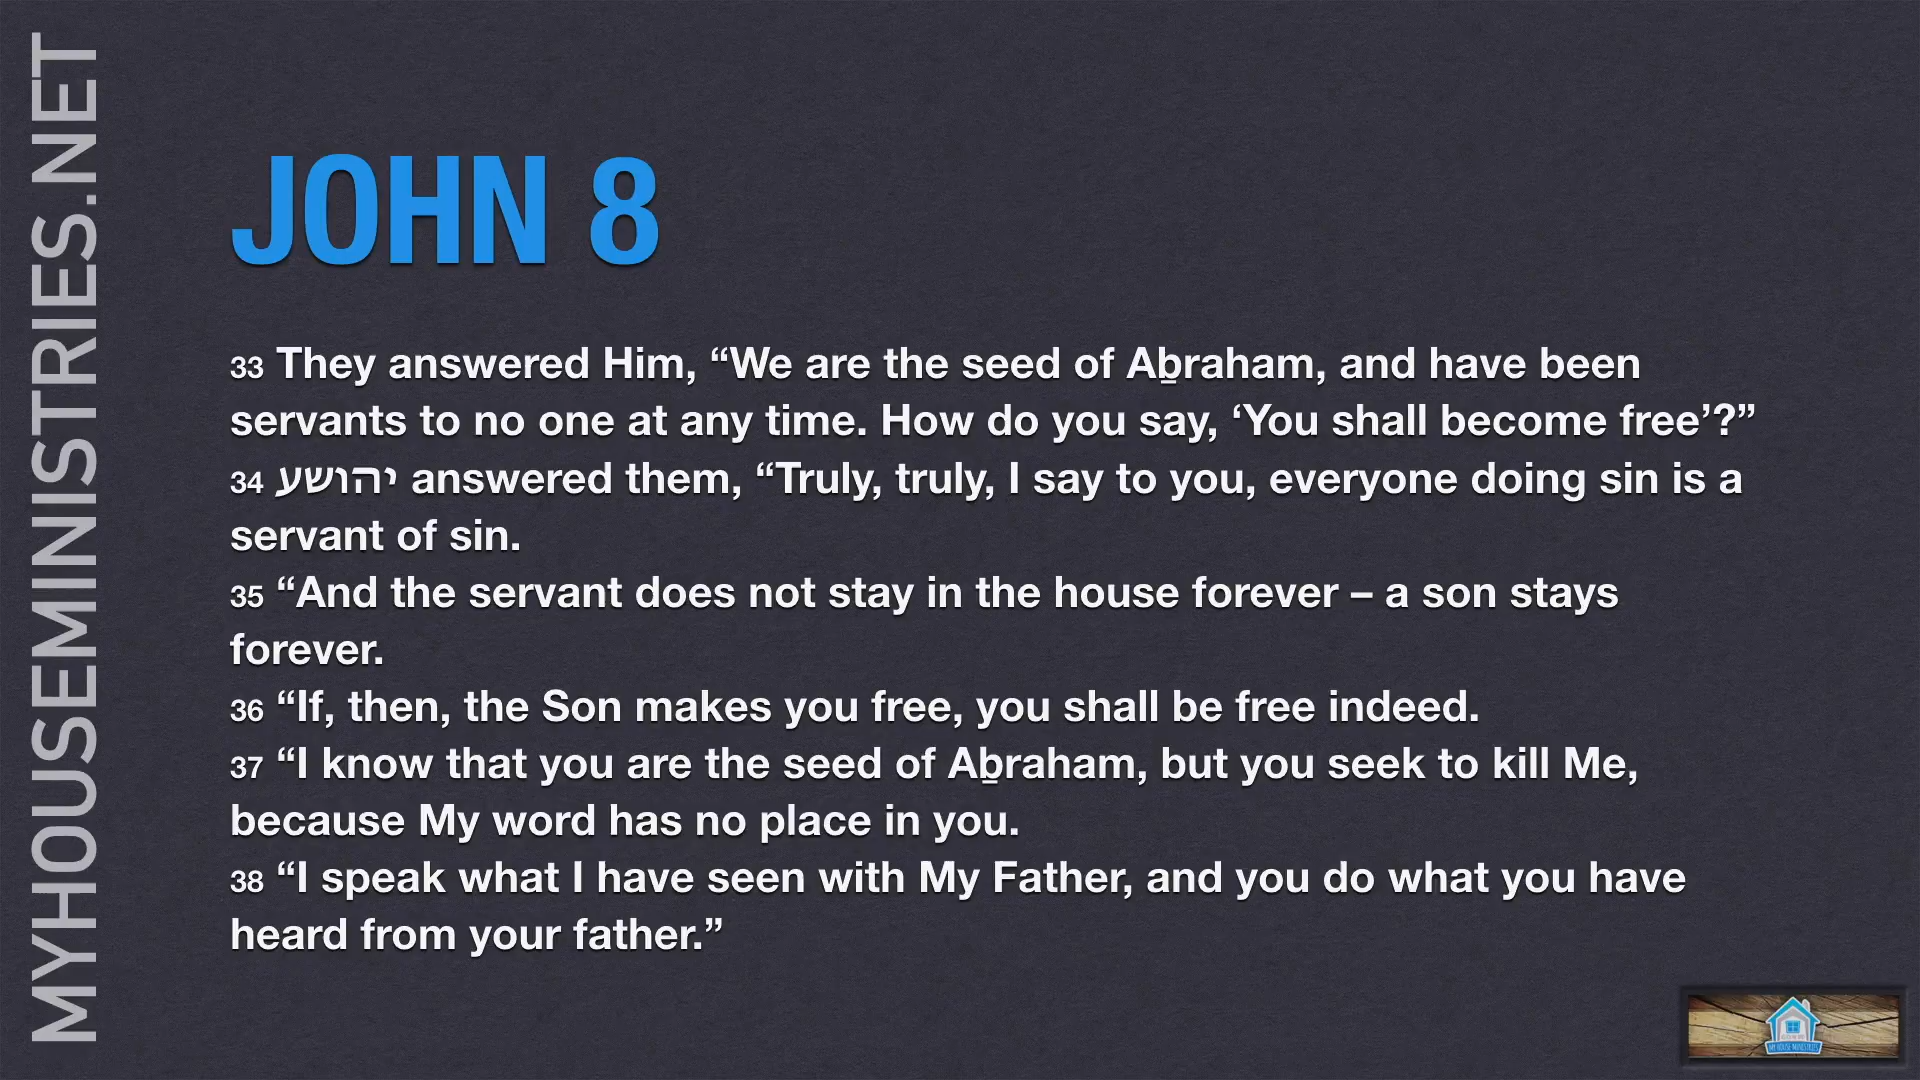 MYHOUSEMINISTRIES.NET
JOHN 8
33 They answered Him, “We are the seed of Aḇraham, and have been
servants to no one at any time. How do you say, ‘You shall become free’?”
34 יהושע answered them, “Truly, truly, I say to you, everyone doing sin is a
servant of sin.
35 “And the servant does not stay in the house forever – a son stays
forever.
36 “If, then, the Son makes you free, you shall be free indeed.
37 “I know that you are the seed of Aḇraham, but you seek to kill Me,
because My word has no place in you.
38 “I speak what I have seen with My Father, and you do what you have
heard from your father.”
MY HOUSE MINISTRIES